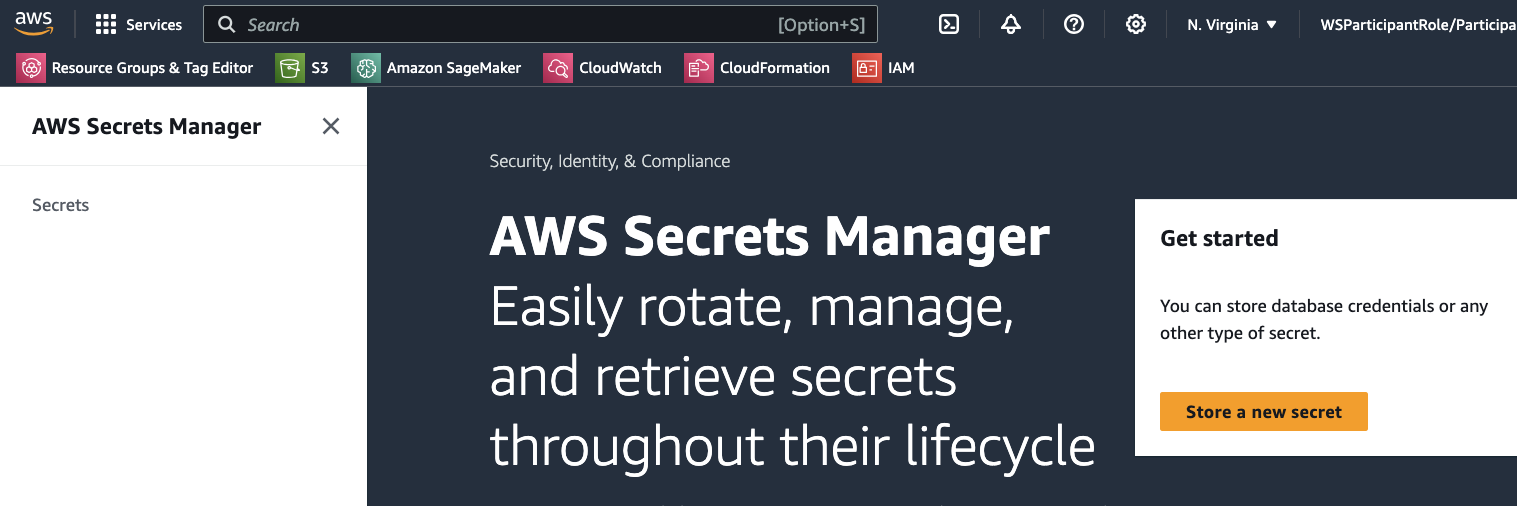 aws
Services
Search
[Option+S]
N. Virginia
WSParticipantRole/Participa
Resource Groups & Tag Editor
S3
Amazon SageMaker
CloudWatch
CloudFormation
IAM
AWS Secrets Manager
Secrets
Security, Identity, & Compliance
AWS Secrets Manager
Easily rotate, manage,
and retrieve secrets
throughout their lifecycle
Get started
You can store database credentials or any
other type of secret.
Store a new secret